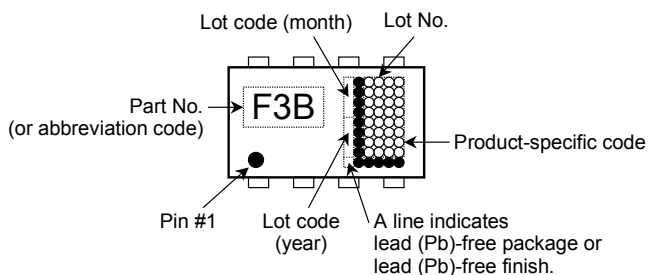 Lot code (month)
Lot No.
Part No.
(or abbreviation code)
F3B
Product-specific code
Pin #1
Lot code
(year)
A line indicates
lead (Pb)-free package or
lead (Pb)-free finish.